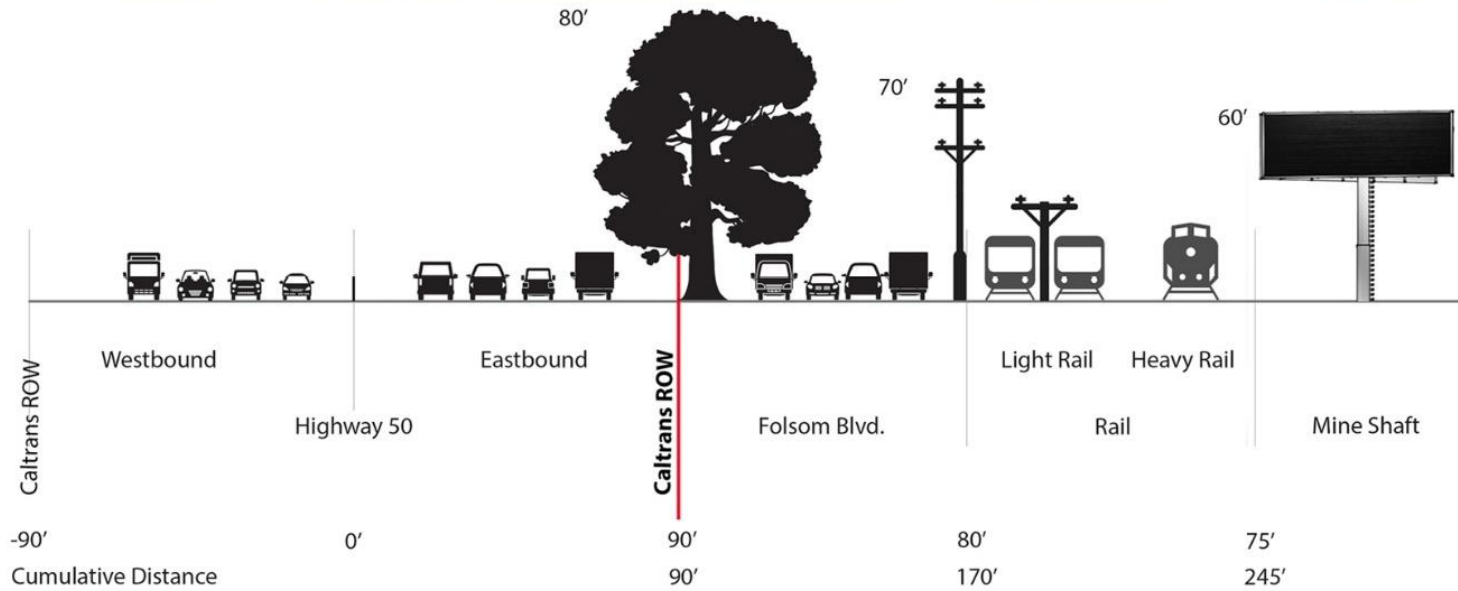 80'
70'
60'
Westbound
Eastbound
Light Rail
Heavy Rail
Caltrans ROW
Caltrans ROW
Highway 50
Folsom Blvd.
Rail
Mine Shaft
-90'
0'
90'
80'
75'
Cumulative Distance
90'
170'
245'